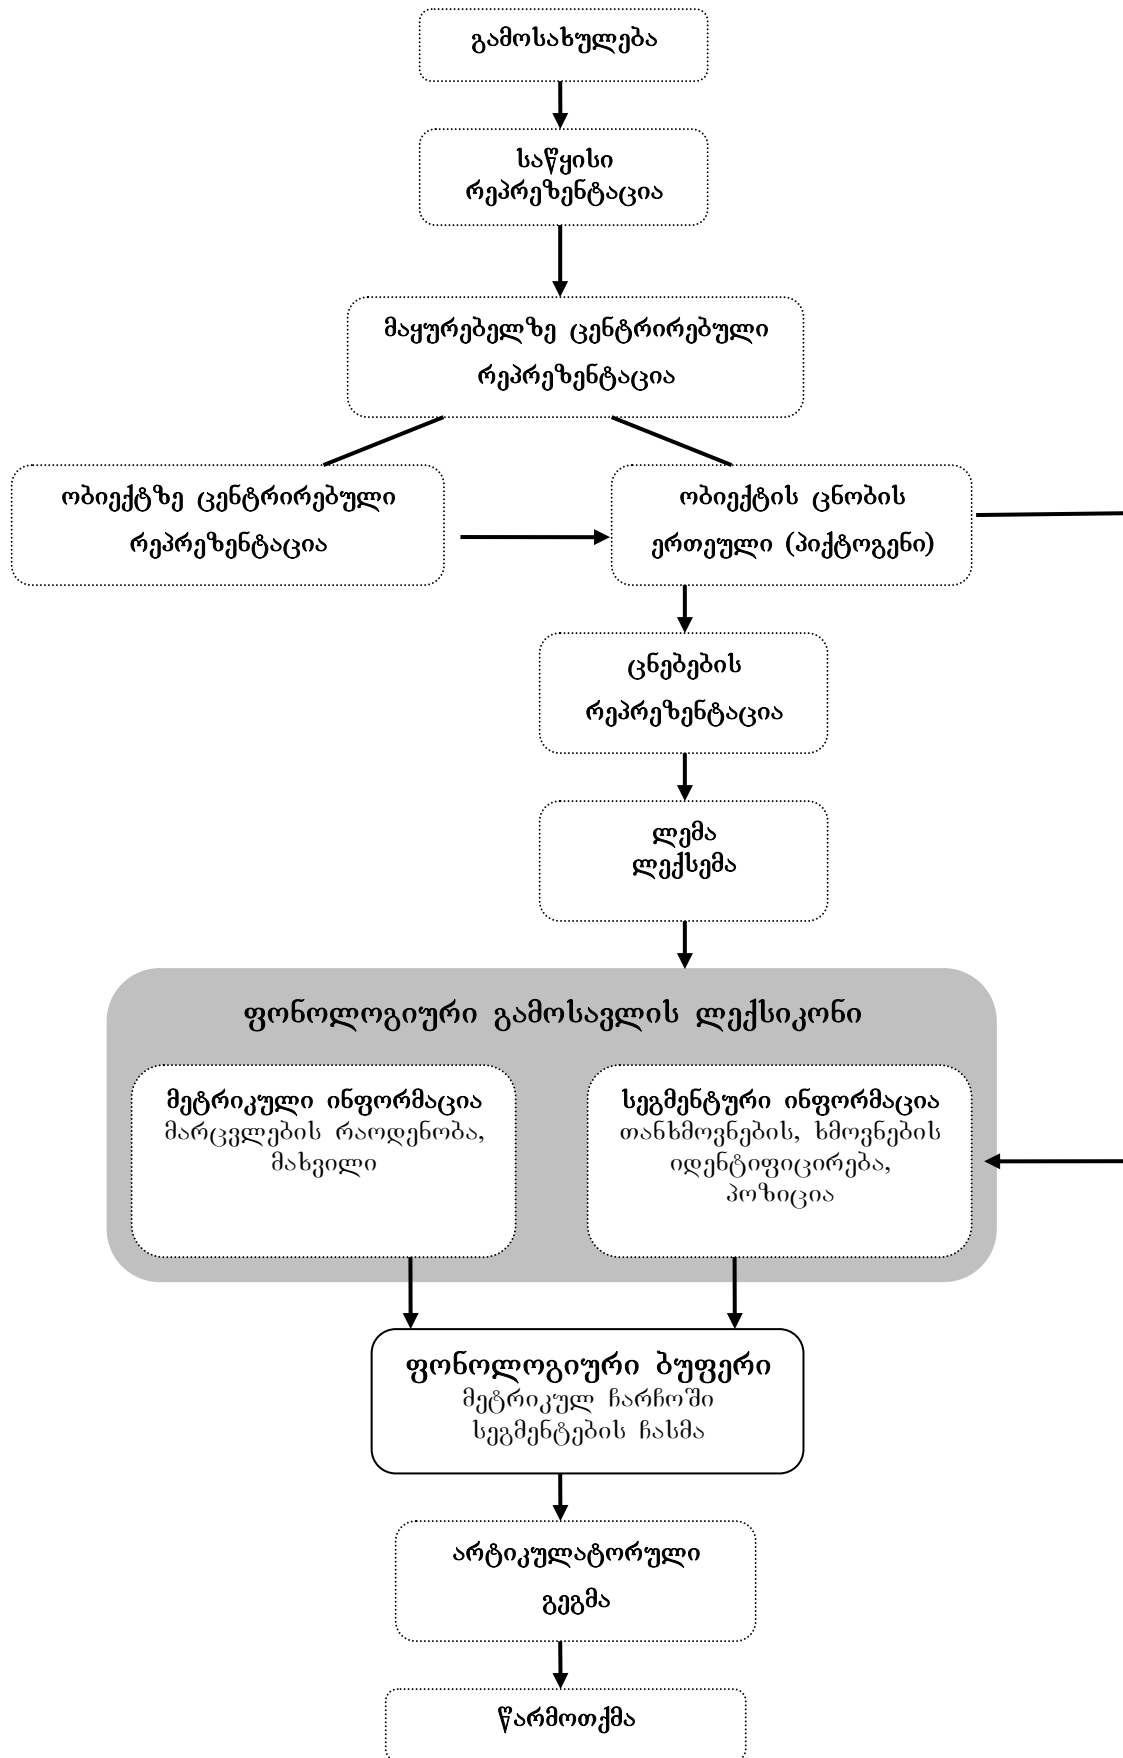 გამოსახულება
საწყისი
რეპრეზენტაცია
მაყურებელზე ცენტრირებული
რეპრეზენტაცია
ობიექტზე ცენტრირებული
რეპრეზენტაცია
ობიექტის ცნობის
ერთეული (პიქტოგენი)
ცნებების
რეპრეზენტაცია
ლემა
ლექსემა
ფონოლოგიური გამოსავლის ლექსიკონი
მეტრიკული ინფორმაცია
მარცვლების რაოდენობა,
მახვილი
სეგმენტური ინფორმაცია
თანხმოვნების, ხმოვნების
იდენტიფიცირება,
პოზიცია
ფონოლოგიური ბუფერი
მეტრიკულ ჩარჩოში
სეგმენტების ჩასმა
არტიკულატორული
გეგმა
წარმოთქმა